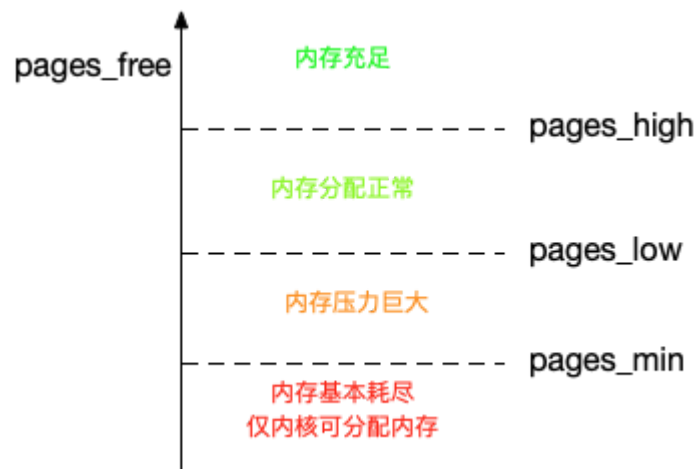 pages_free
内存充足
pages_high
内存分配正常
pages_low
内存压力巨大
pages_min
内存基本耗尽
仅内核可分配内存